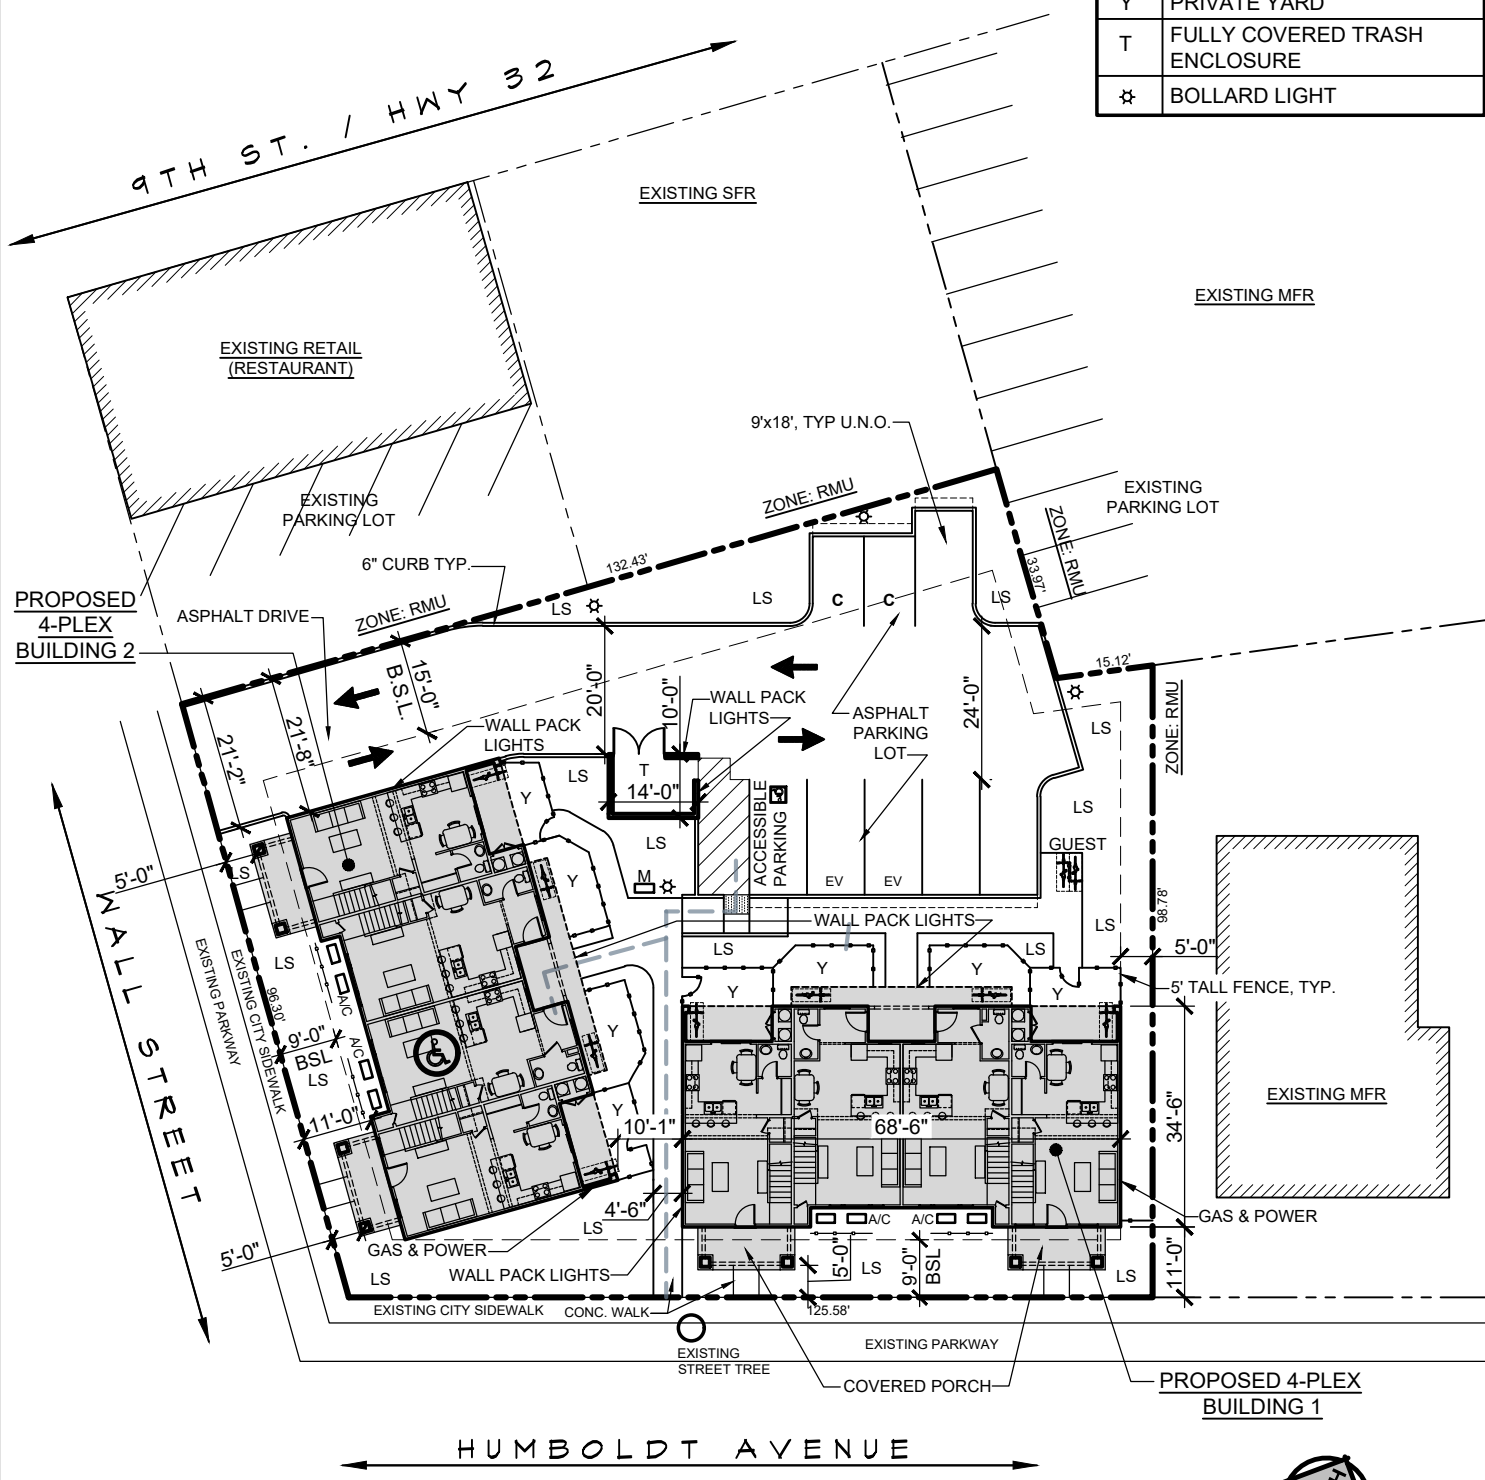 Y PRIVATE YARD
T FULLY COVERED TRASH
ENCLOSURE
BOLLARD LIGHT
9TH ST. / HWY 32
EXISTING SFR
EXISTING MFR
EXISTING RETAIL
(RESTAURANT)
9'x18', TYP U.N.O.
EXISTING
PARKING LOT
ZONE: RMU
EXISTING
PARKING LOT
ZONE: RMU
132.43'
33.97'
6" CURB TYP.
PROPOSED
4-PLEX
BUILDING 2
ASPHALT DRIVE
ZONE: RMU
LS
LS
C
C
LS
15.12'
15'-0"
B.S.L.
20'-0"
10'-0"
24'-0"
WALL PACK
LIGHTS
WALL PACK
LIGHTS
ASPHALT
PARKING
LOT
ZONE: RMU
LS
21'-2"
21'-8"
LS
T
14'-0"
Y
ACCESSIBLE
PARKING
LS
LS
GUEST
M
EV
EV
5'-0"
LS
Y
WALL PACK LIGHTS
98.78'
LS
WALL STREET
EXISTING PARKWAY
EXISTING CITY SIDEWALK
96.30'
LS
A/C
LS
LS
5'-0"
Y
Y
Y
Y
5' TALL FENCE, TYP.
9'-0"
BSL
A/C
LS
Y
EXISTING MFR
11'-0"
Y
10'-1"
68'-6"
34'-6"
4'-6"
LS
GAS & POWER
5'-0"
GAS & POWER
A/C
A/C
WALL PACK LIGHTS
5'-0"
LS
9'-0"
BSL
LS
11'-0"
LS
EXISTING CITY SIDEWALK
CONC. WALK
125.58'
EXISTING PARKWAY
EXISTING
STREET TREE
COVERED PORCH
PROPOSED 4-PLEX
BUILDING 1
HUMBOLDT AVENUE